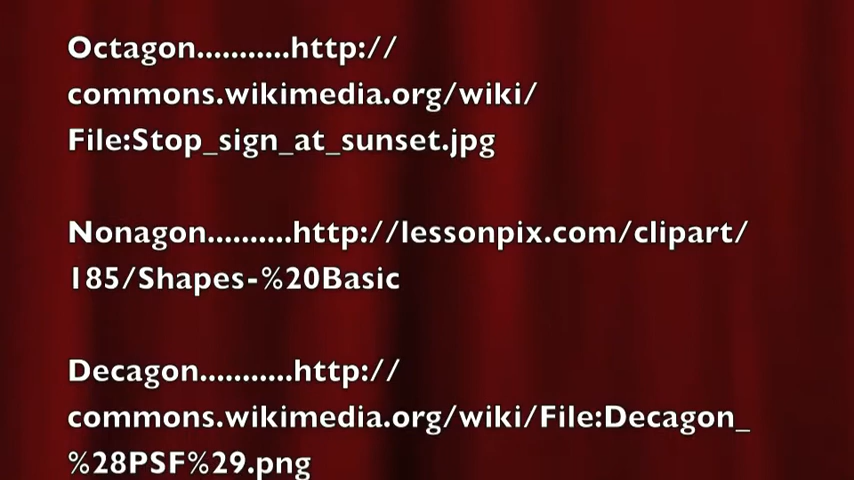 Octagon...........http://
commons.wikimedia.org/wiki/
File:Stop_sign_at_sunset.jpg
Nonagon..........http://lessonpix.com/clipart/
185/Shapes-%20Basic
Decagon...........http://
commons.wikimedia.org/wiki/File:Decagon_
%28PSF%29.png